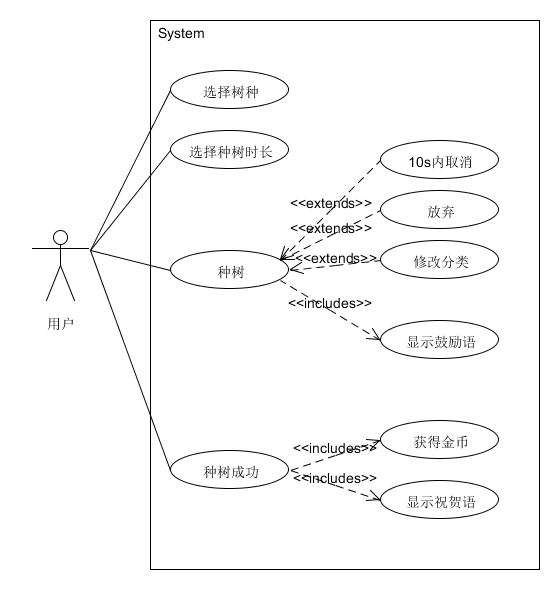 System
选择树种
选择种树时长
10s内取消
<<extends>>
放弃
<<extends>>
修改分类
<<extends>>
种树
<<includes>>
用户
显示鼓励语
获得金币
<<includes>>
种树成功
<<includes>>
显示祝贺语